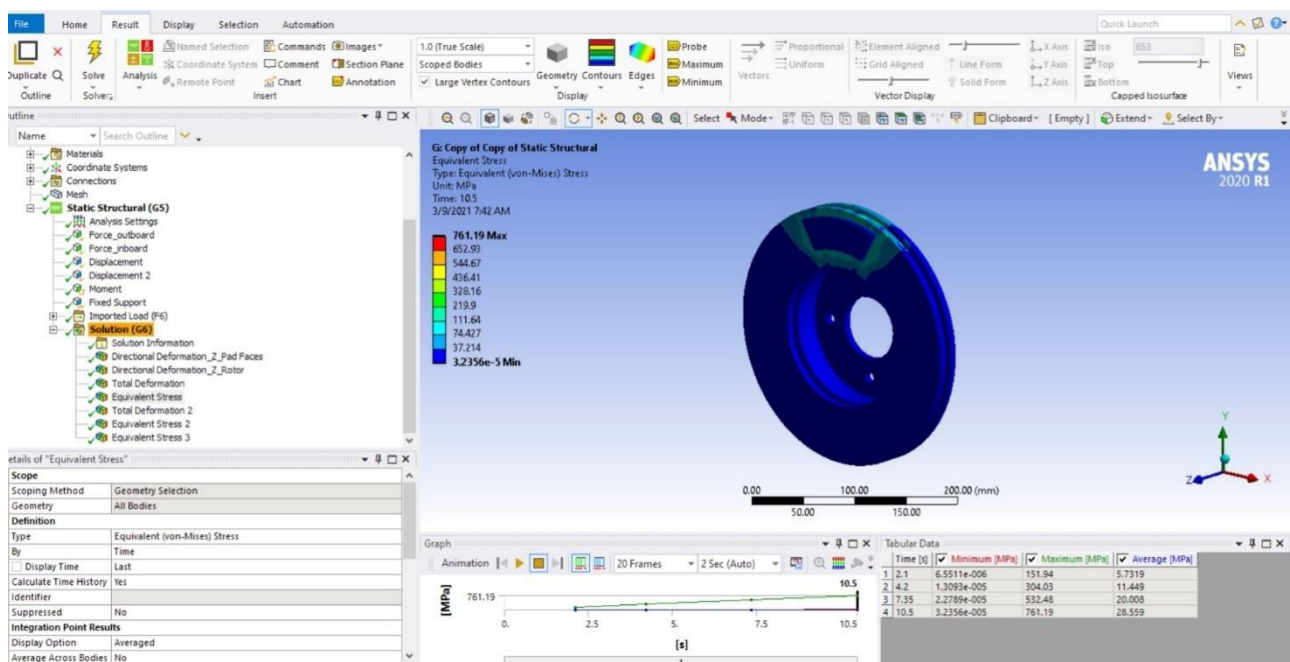 File Home Result Display Selection Automation Quick Launch
Duplicate Q Solve Analysis Named Selection Commands Images 1.0 (True Scale) Probe Proportional Element Aligned X Axis Iso 653
Coordinate System Comment Section Plane Scoped Bodies Maximum Uniform Grid Aligned Line Form Y Axis Top
Remote Point Chart Annotation Large Vertex Contours Geometry Contours Edges Minimum Vectors Solid Form Z Axis Bottom Views
Outline Solver Insert Display Vector Display Capped Isosurface
utline
Name Search Outline Select Mode Clipboard [Empty] Extend Select By
Materials
Coordinate Systems
Connections
Mesh
Static Structural (G5)
Analysis Settings
Force_outboard
Force_inboard
Displacement
Displacement 2
Moment
Fixed Support
Imported Load (F6)
Solution (G6)
Solution Information
Directional Deformation_Z_Pad Faces
Directional Deformation_Z_Rotor
Total Deformation
Equivalent Stress
Total Deformation 2
Equivalent Stress 2
Equivalent Stress 3
G: Copy of Copy of Static Structural
Equivalent Stress
Type: Equivalent (von-Mises) Stress
Unit: MPa
Time: 10.5
3/9/2021 7:42 AM
761.19 Max
652.93
544.67
436.41
328.16
219.9
111.64
74.427
37.214
3.2356e-5 Min
ANSYS
2020 R1
Y
Z X
0.00 100.00 200.00 (mm)
50.00 150.00
etails of "Equivalent Stress"
Scope
Scoping Method Geometry Selection
Geometry All Bodies
Definition
Type Equivalent (von-Mises) Stress
By Time
Display Time Last
Calculate Time History Yes
Identifier
Suppressed No
Integration Point Results
Display Option Averaged
Average Across Bodies No
Graph
Animation 20 Frames 2 Sec (Auto)
10.5
[MPa] 761.19
0. 2.5 5. 7.5 10.5
[s]
Tabular Data
Time [s] Minimum [MPa] Maximum [MPa] Average [MPa]
1 2.1 6.5511e-006 151.94 5.7319
2 4.2 1.3093e-005 304.03 11.449
3 7.35 2.2789e-005 532.48 20.008
4 10.5 3.2356e-005 761.19 28.559